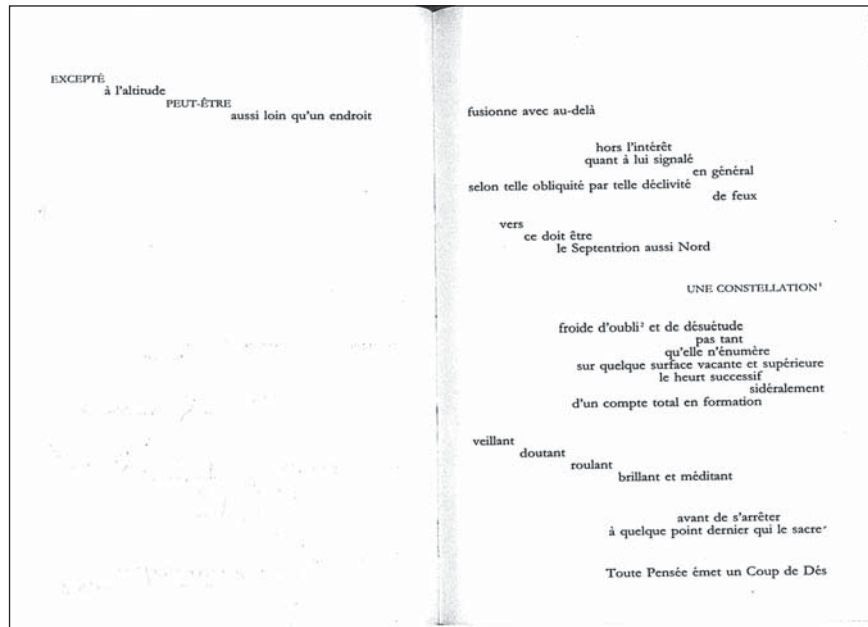 EXCEPTÉ
à l'altitude
PEUT-ÊTRE
aussi loin qu'un endroit
fusionne avec au-delà
hors l'intérêt
quant à lui signalé
en général
selon telle obliquité par telle déclivité
de feux
vers
ce doit être
le Septentrion aussi Nord
UNE CONSTELLATION¹
froide d'oubli² et de désuétude
pas tant
qu'elle n'énumère
sur quelque surface vacante et supérieure
le heurt successif
sidéralement
d'un compte total en formation
veillant
doutant
roulant
brillant et méditant
avant de s'arrêter
à quelque point dernier qui le sacre
Toute Pensée émet un Coup de Dés